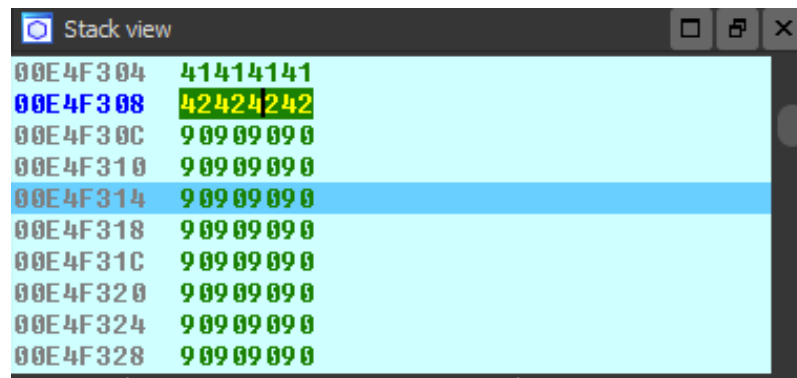 Stack view
00E4F304 41414141
00E4F308 42424242
00E4F30C 90909090
00E4F310 90909090
00E4F314 90909090
00E4F318 90909090
00E4F31C 90909090
00E4F320 90909090
00E4F324 90909090
00E4F328 90909090